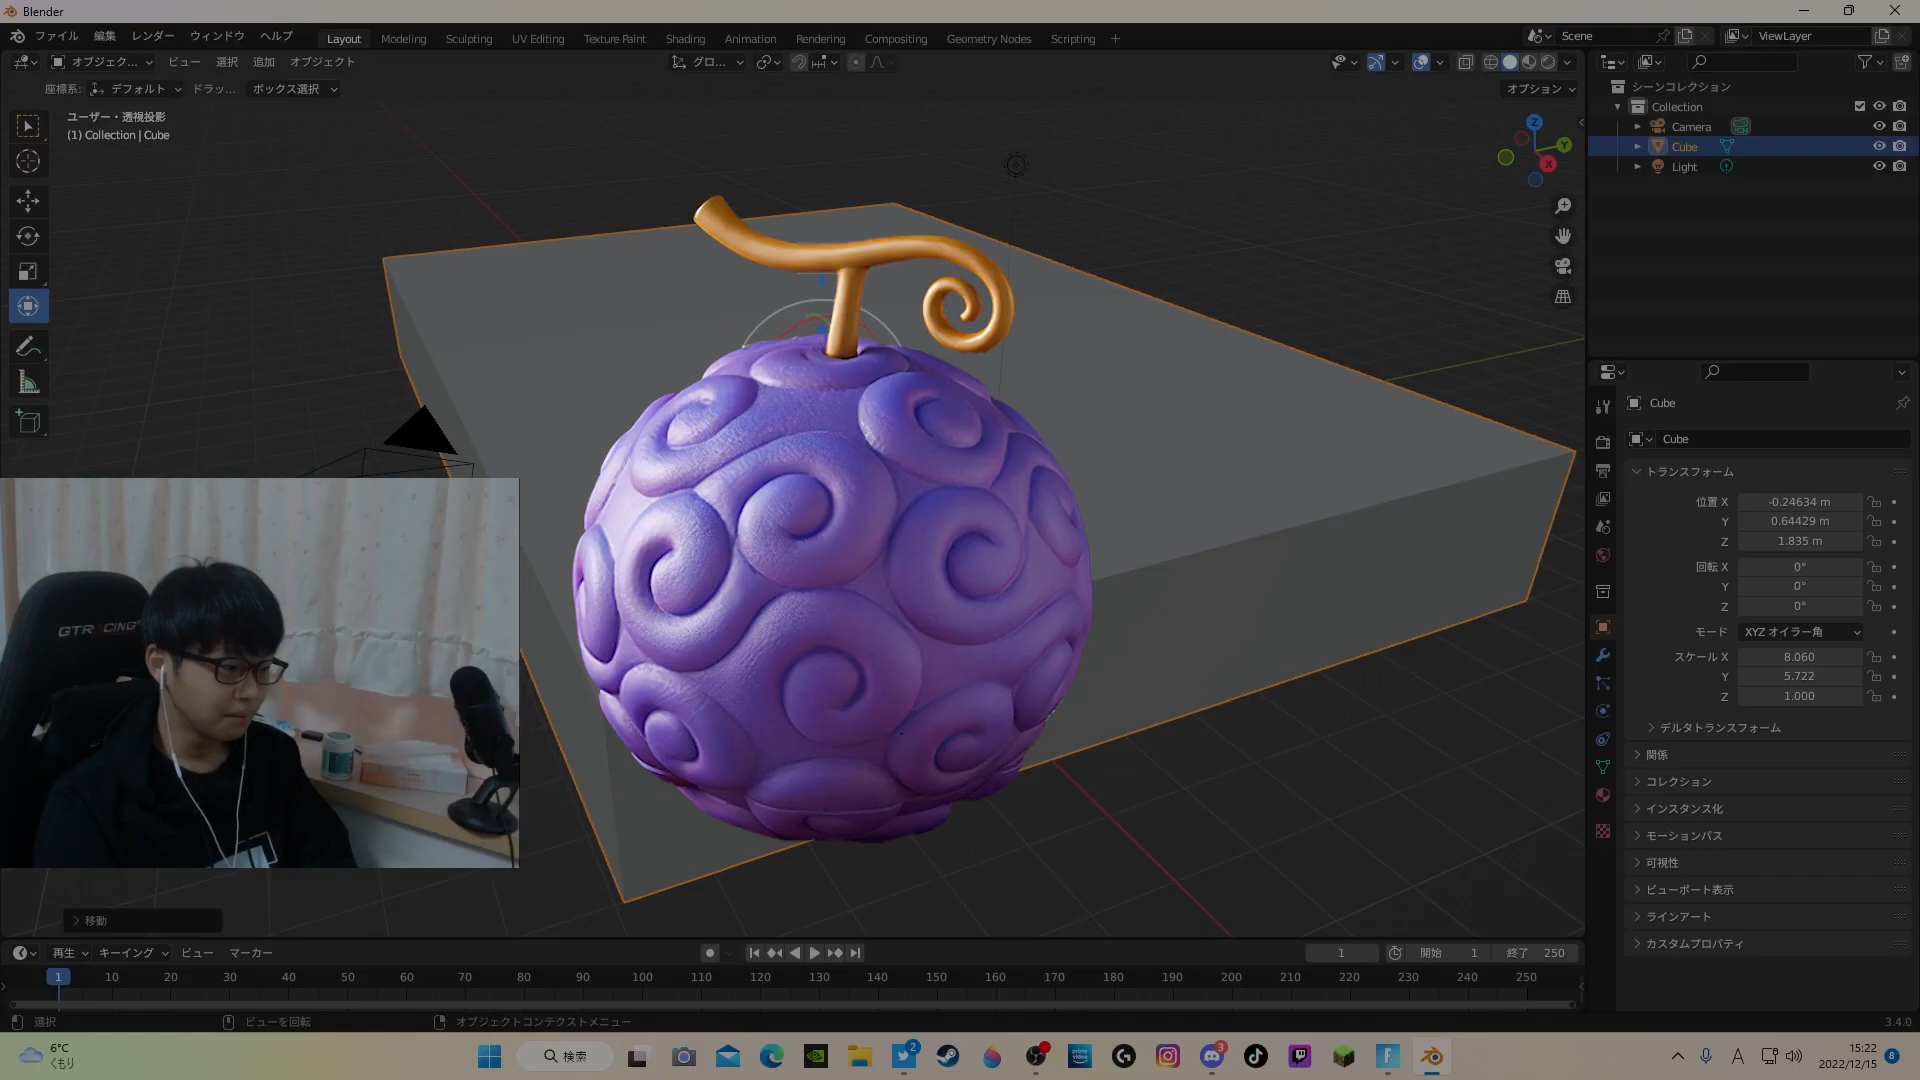 Blender
ファイル 編集 レンダー ウィンドウ ヘルプ Layout Modeling Sculpting UV Editing Texture Paint Shading Animation Rendering Compositing Geometry Nodes Scripting + Scene ViewLayer
オブジェク... ビュー 選択 追加 オブジェクト グロ...
座標系: デフォルト ドラッ... ボックス選択 オプション
ユーザー・透視投影
(1) Collection | Cube
Z
Y
X
シーンコレクション
Collection
Camera
Cube
Light
Cube
Cube
トランスフォーム
位置 X -0.24634 m
Y 0.64429 m
Z 1.835 m
回転 X 0°
Y 0°
Z 0°
モード XYZ オイラー角
スケール X 8.060
Y 5.722
Z 1.000
デルタトランスフォーム
関係
コレクション
インスタンス化
モーションパス
可視性
ビューポート表示
ラインアート
カスタムプロパティ
GTR CING
移動
再生 キーイング ビュー マーカー 1 開始 1 終了 250
1 10 20 30 40 50 60 70 80 90 100 110 120 130 140 150 160 170 180 190 200 210 220 230 240 250
選択 ビューを回転 オブジェクトコンテクストメニュー 3.4.0
6°C
くもり
検索
2
prime video
3
A
15:22
2022/12/15
8